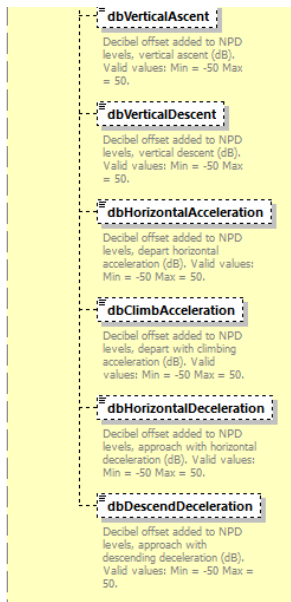 dbVerticalAscent
Decibel offset added to NPD
levels, vertical ascent (dB).
Valid values: Min = -50 Max
= 50.
dbVerticalDescent
Decibel offset added to NPD
levels, vertical descent (dB).
Valid values: Min = -50 Max
= 50.
dbHorizontalAcceleration
Decibel offset added to NPD
levels, depart horizontal
acceleration (dB). Valid values:
Min = -50 Max = 50.
dbClimbAcceleration
Decibel offset added to NPD
levels, depart with climbing
acceleration (dB). Valid
values: Min = -50 Max = 50.
dbHorizontalDeceleration
Decibel offset added to NPD
levels, approach with horizontal
deceleration (dB). Valid values:
Min = -50 Max = 50.
dbDescendDeceleration
Decibel offset added to NPD
levels, approach with
descending deceleration (dB).
Valid values: Min = -50 Max =
50.